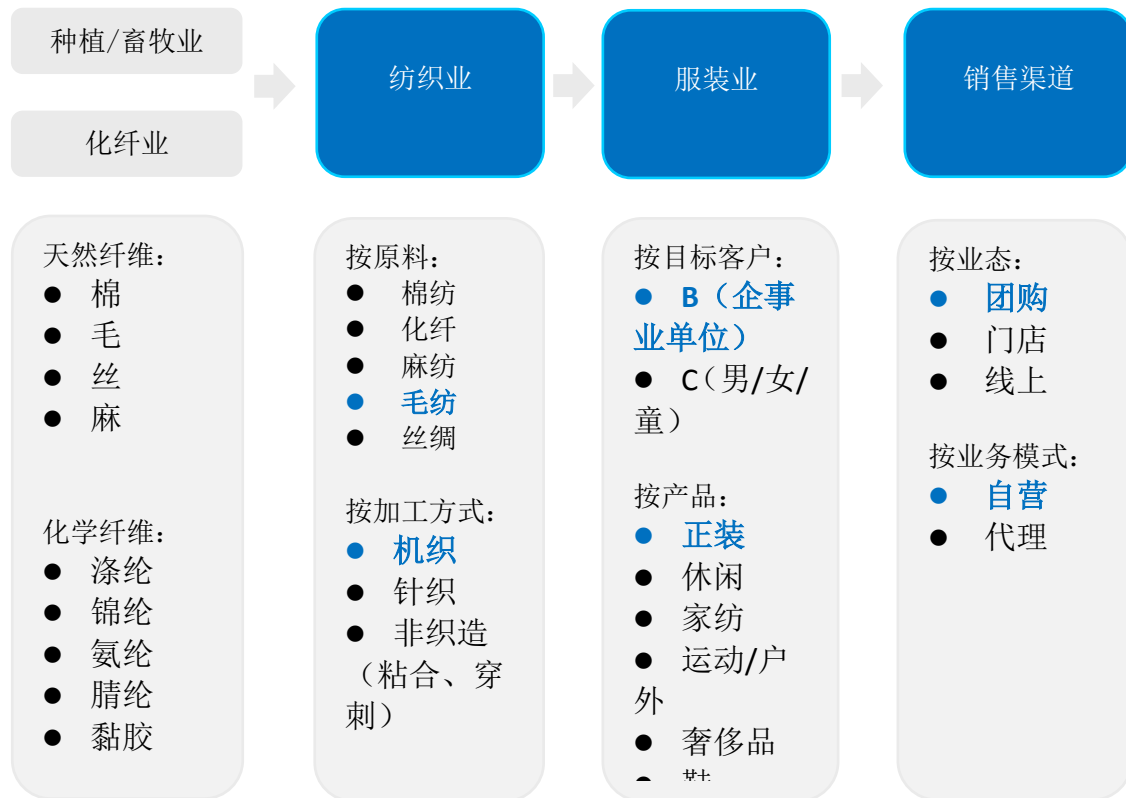 种植/畜牧业
化纤业
纺织业
服装业
销售渠道
天然纤维：
● 棉
● 毛
● 丝
● 麻
化学纤维：
● 涤纶
● 锦纶
● 氨纶
● 腈纶
● 黏胶
按原料：
● 棉纺
● 化纤
● 麻纺
● 毛纺
● 丝绸
按加工方式：
● 机织
● 针织
● 非织造
（粘合、穿
刺）
按目标客户：
● B（企事
业单位）
● C（男/女/
童）
按产品：
● 正装
● 休闲
● 家纺
● 运动/户
外
● 奢侈品
按业态：
● 团购
● 门店
● 线上
按业务模式：
● 自营
● 代理